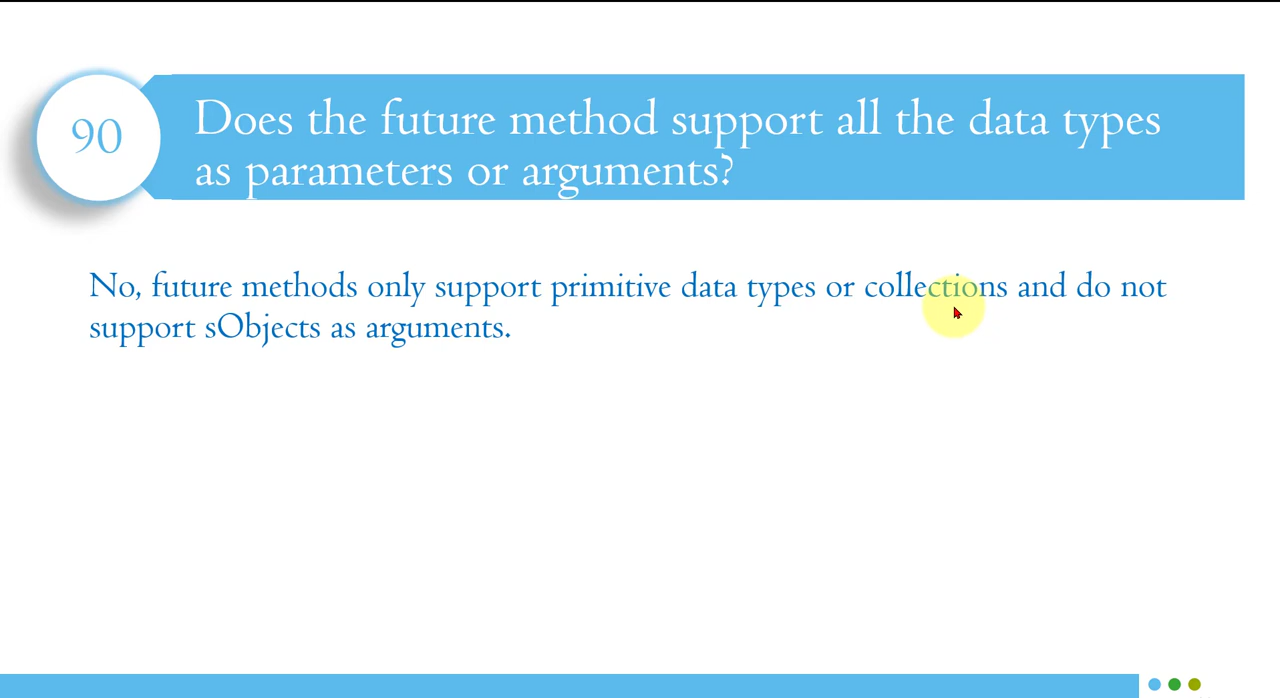 90
Does the future method support all the data types
as parameters or arguments?
No, future methods only support primitive data types or collections and do not
support sObjects as arguments.